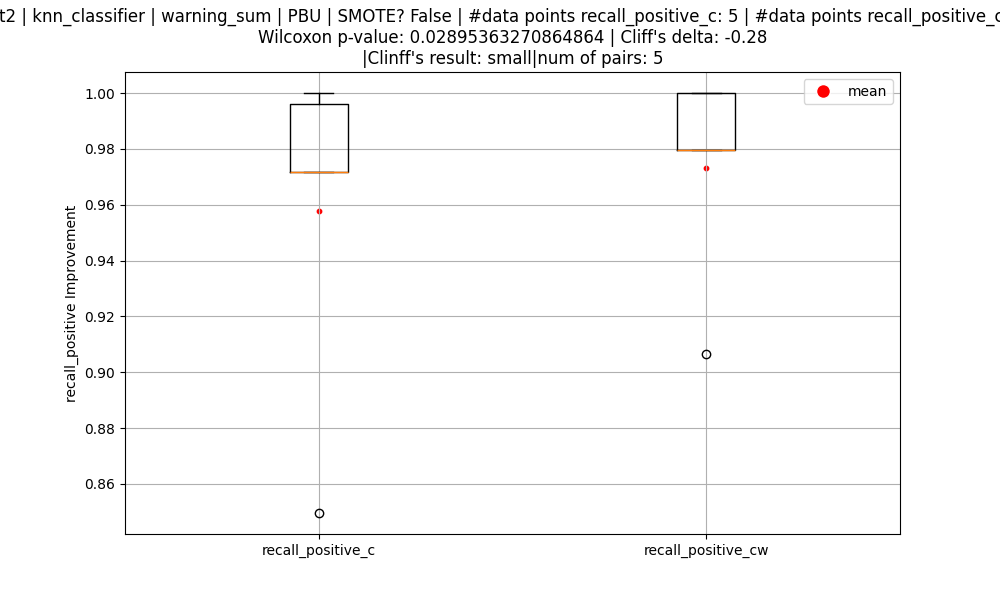 t2 | knn_classifier | warning_sum | PBU | SMOTE? False | #data points recall_positive_c: 5 | #data points recall_positive_c
Wilcoxon p-value: 0.02895363270864864 | Cliff's delta: -0.28
|Clinff's result: small|num of pairs: 5
mean
1.00
0.98
0.96
0.94
0.92
0.90
0.88
0.86
recall_positive Improvement
recall_positive_c
recall_positive_cw